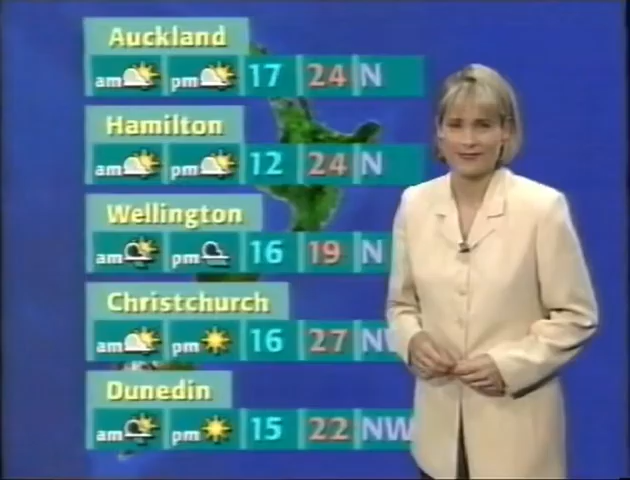 Auckland
am pm 17 24 N
Hamilton
am pm 12 24 N
Wellington
am pm 16 19 N
Christchurch
am pm 16 27 NW
Dunedin
am pm 15 22 NW